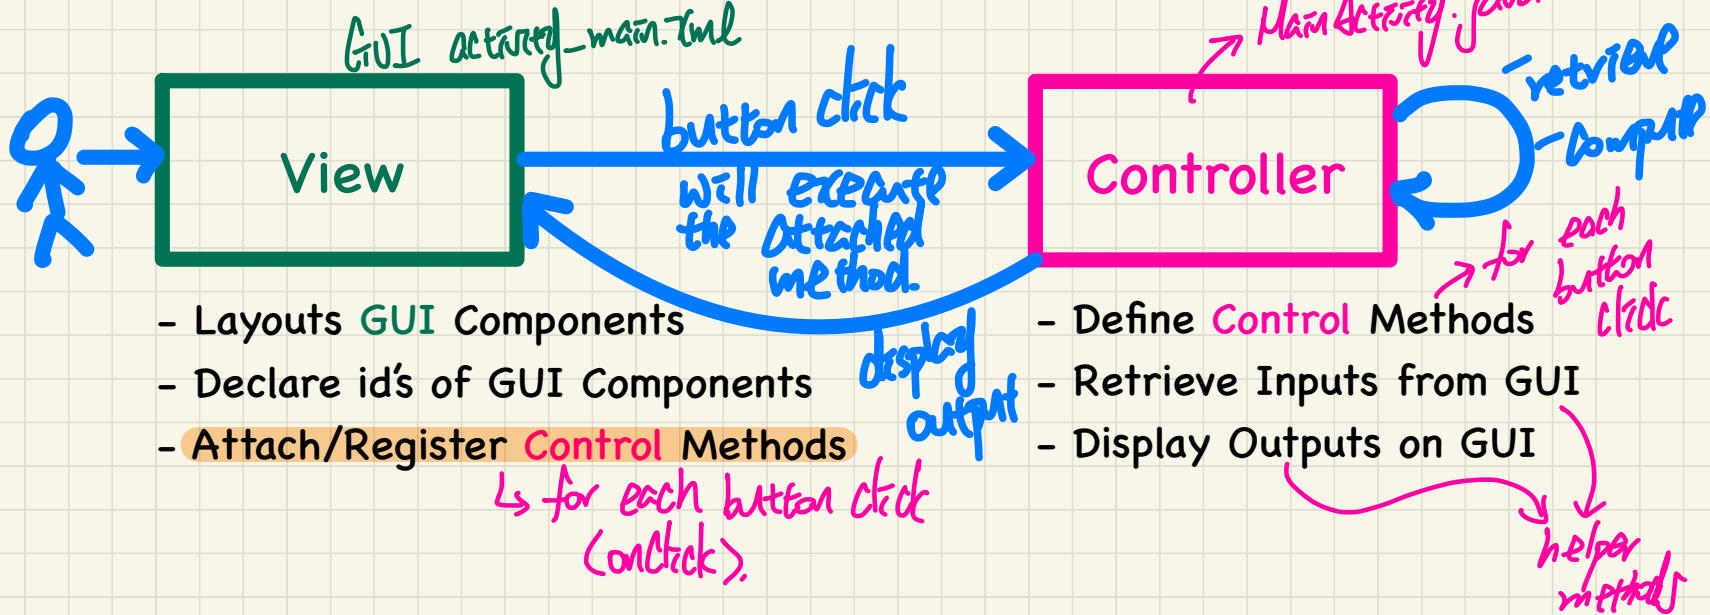 GUI activity_main.xml
MainActivity.java
View
button click
will execute
the attached
method.
Controller
- retrieve
- compute
- Layouts GUI Components
- Declare id's of GUI Components
- Attach/Register Control Methods
↳ for each button click
(onClick).
display
output
for each
button
click
- Define Control Methods
- Retrieve Inputs from GUI
- Display Outputs on GUI
helper
methods